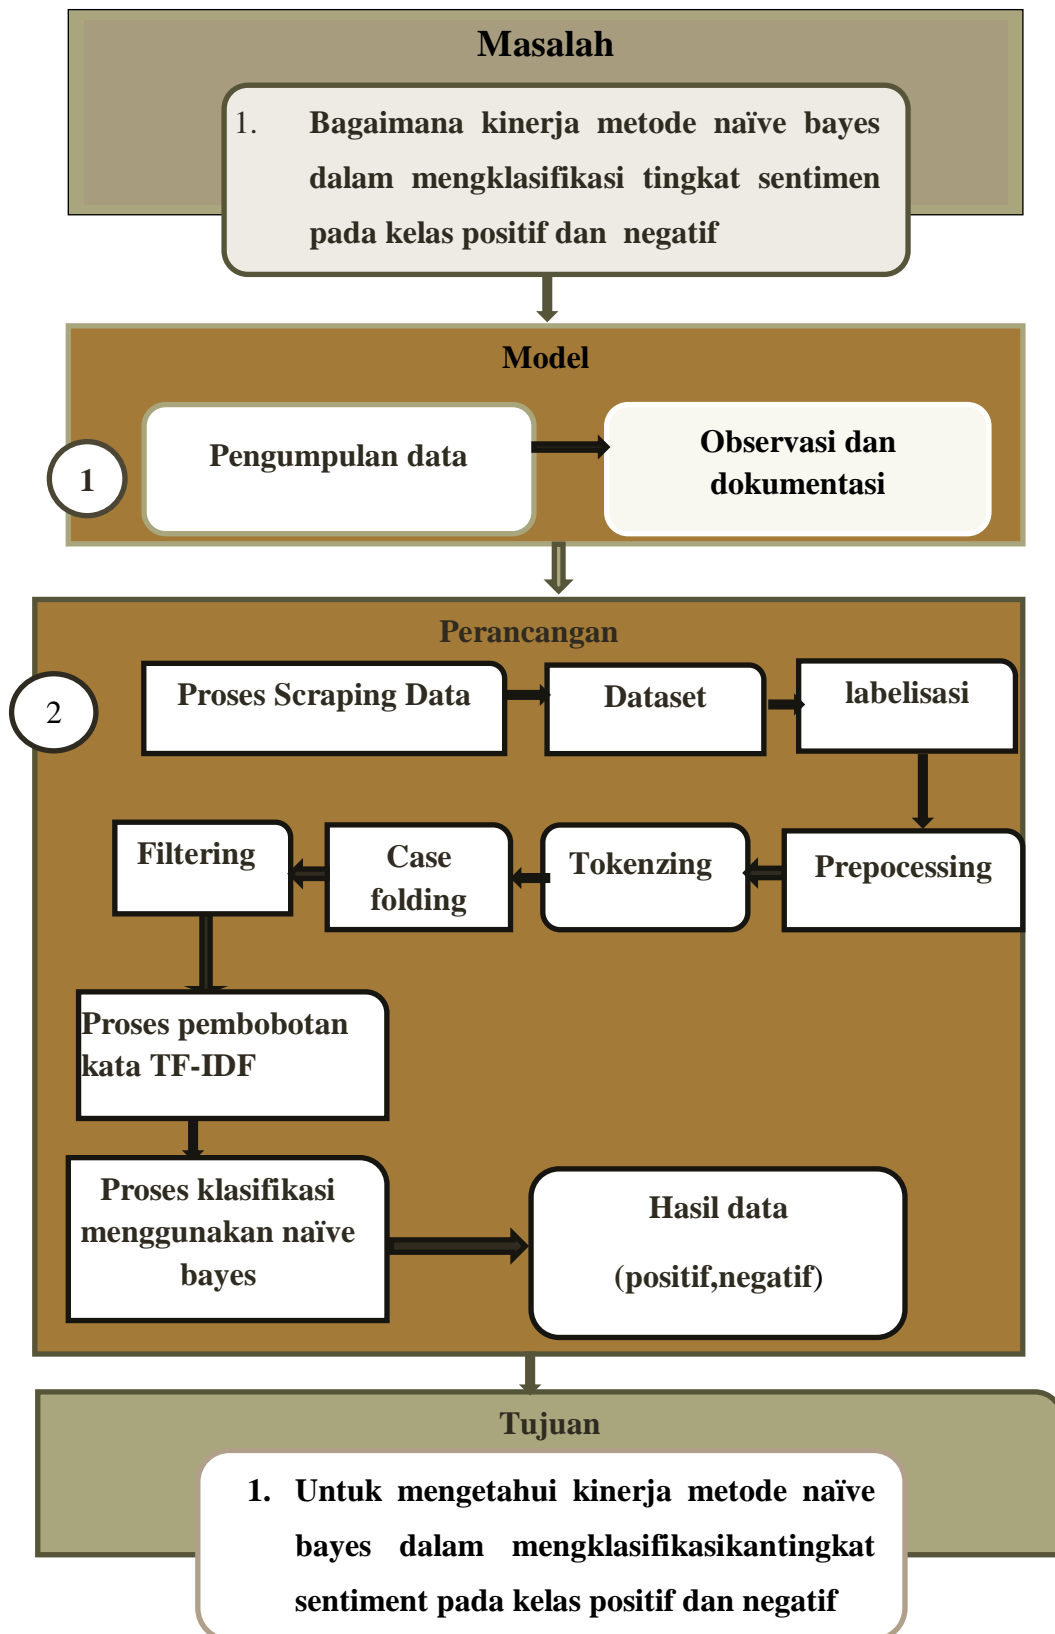 Masalah
1. Bagaimana kinerja metode naïve bayes
dalam mengklasifikasi tingkat sentimen
pada kelas positif dan negatif
Model
1
Pengumpulan data
Observasi dan
dokumentasi
Perancangan
2
Proses Scraping Data
Dataset
labelisasi
Prepocessing
Tokenzing
Case
folding
Filtering
Proses pembobotan
kata TF-IDF
Proses klasifikasi
menggunakan naïve
bayes
Hasil data
(positif,negatif)
Tujuan
1. Untuk mengetahui kinerja metode naïve
bayes dalam mengklasifikasikantingkat
sentiment pada kelas positif dan negatif